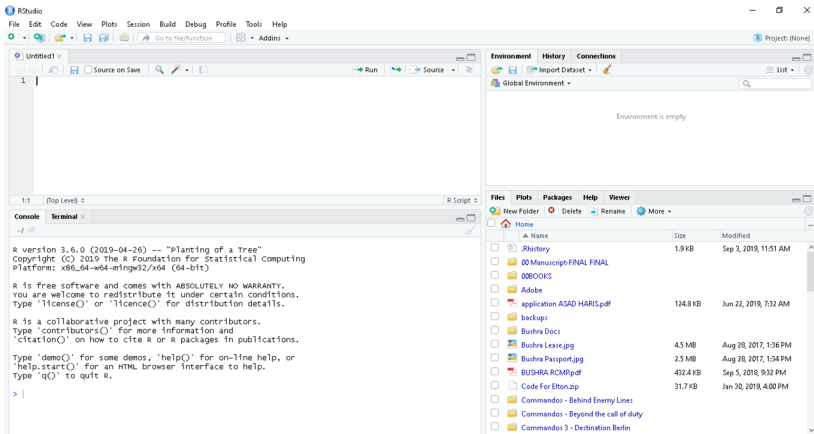 RStudio
File Edit Code View Plots Session Build Debug Profile Tools Help
Go to file/function Addins Project: (None)
Untitled1
Source on Save Run Source
1
1:1 (Top Level) R Script
Console Terminal
~/
R version 3.6.0 (2019-04-26) -- "Planting of a Tree"
Copyright (C) 2019 The R Foundation for Statistical Computing
Platform: x86_64-w64-mingw32/x64 (64-bit)
R is free software and comes with ABSOLUTELY NO WARRANTY.
You are welcome to redistribute it under certain conditions.
Type 'license()' or 'licence()' for distribution details.
R is a collaborative project with many contributors.
Type 'contributors()' for more information and
'citation()' on how to cite R or R packages in publications.
Type 'demo()' for some demos, 'help()' for on-line help, or
'help.start()' for an HTML browser interface to help.
Type 'q()' to quit R.
>
Environment History Connections
Import Dataset List
Global Environment
Environment is empty
Files Plots Packages Help Viewer
New Folder Delete Rename More
Home ...
Name Size Modified
.Rhistory 1.9 KB Sep 3, 2019, 11:51 AM
00 Manuscript-FINAL FINAL
00BOOKS
Adobe
application ASAD HARIS.pdf 124.8 KB Jun 22, 2019, 7:32 AM
backups
Bushra Docs
Bushra Lease.jpg 4.5 MB Aug 28, 2017, 1:36 PM
Bushra Passport.jpg 2.5 MB Aug 28, 2017, 1:34 PM
BUSHRA RCMP.pdf 432.4 KB Sep 5, 2018, 9:32 PM
Code For Elton.zip 31.7 KB Jan 30, 2019, 4:00 PM
Commandos - Behind Enemy Lines
Commandos - Beyond the call of duty
Commandos 3 - Destination Berlin